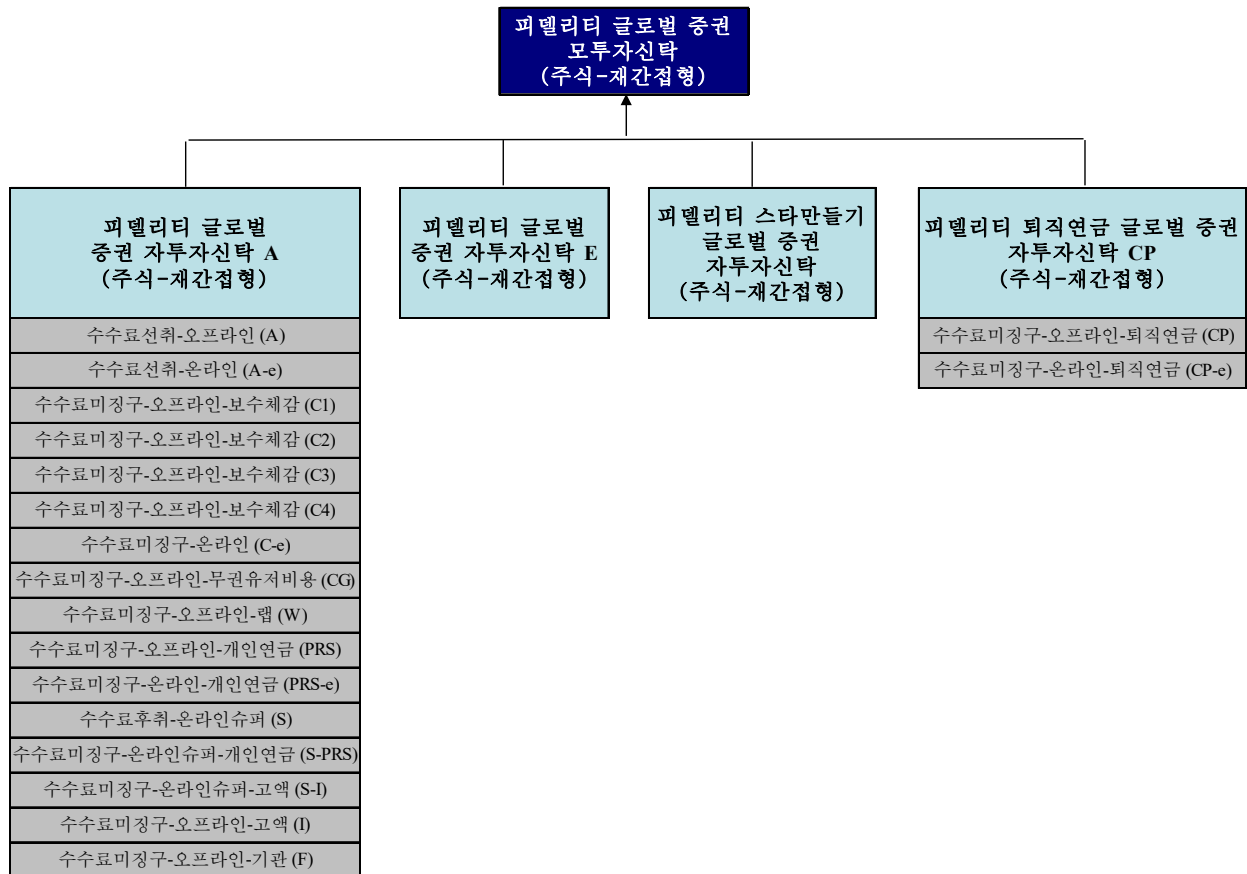 피델리티 글로벌 증권
모투자신탁
(주식-재간접형)
피델리티 글로벌
증권 자투자신탁 A
(주식-재간접형)
피델리티 글로벌
증권 자투자신탁 E
(주식-재간접형)
피델리티 스타만들기
글로벌 증권
자투자신탁
(주식-재간접형)
피델리티 퇴직연금 글로벌 증권
자투자신탁 CP
(주식-재간접형)
수수료선취-오프라인 (A)
수수료선취-온라인 (A-e)
수수료미징구-오프라인-보수체감 (C1)
수수료미징구-오프라인-보수체감 (C2)
수수료미징구-오프라인-보수체감 (C3)
수수료미징구-오프라인-보수체감 (C4)
수수료미징구-온라인 (C-e)
수수료미징구-오프라인-무권유저비용 (CG)
수수료미징구-오프라인-랩 (W)
수수료미징구-오프라인-개인연금 (PRS)
수수료미징구-온라인-개인연금 (PRS-e)
수수료후취-온라인슈퍼 (S)
수수료미징구-온라인슈퍼-개인연금 (S-PRS)
수수료미징구-온라인슈퍼-고액 (S-I)
수수료미징구-오프라인-고액 (I)
수수료미징구-오프라인-기관 (F)
수수료미징구-오프라인-퇴직연금 (CP)
수수료미징구-온라인-퇴직연금 (CP-e)